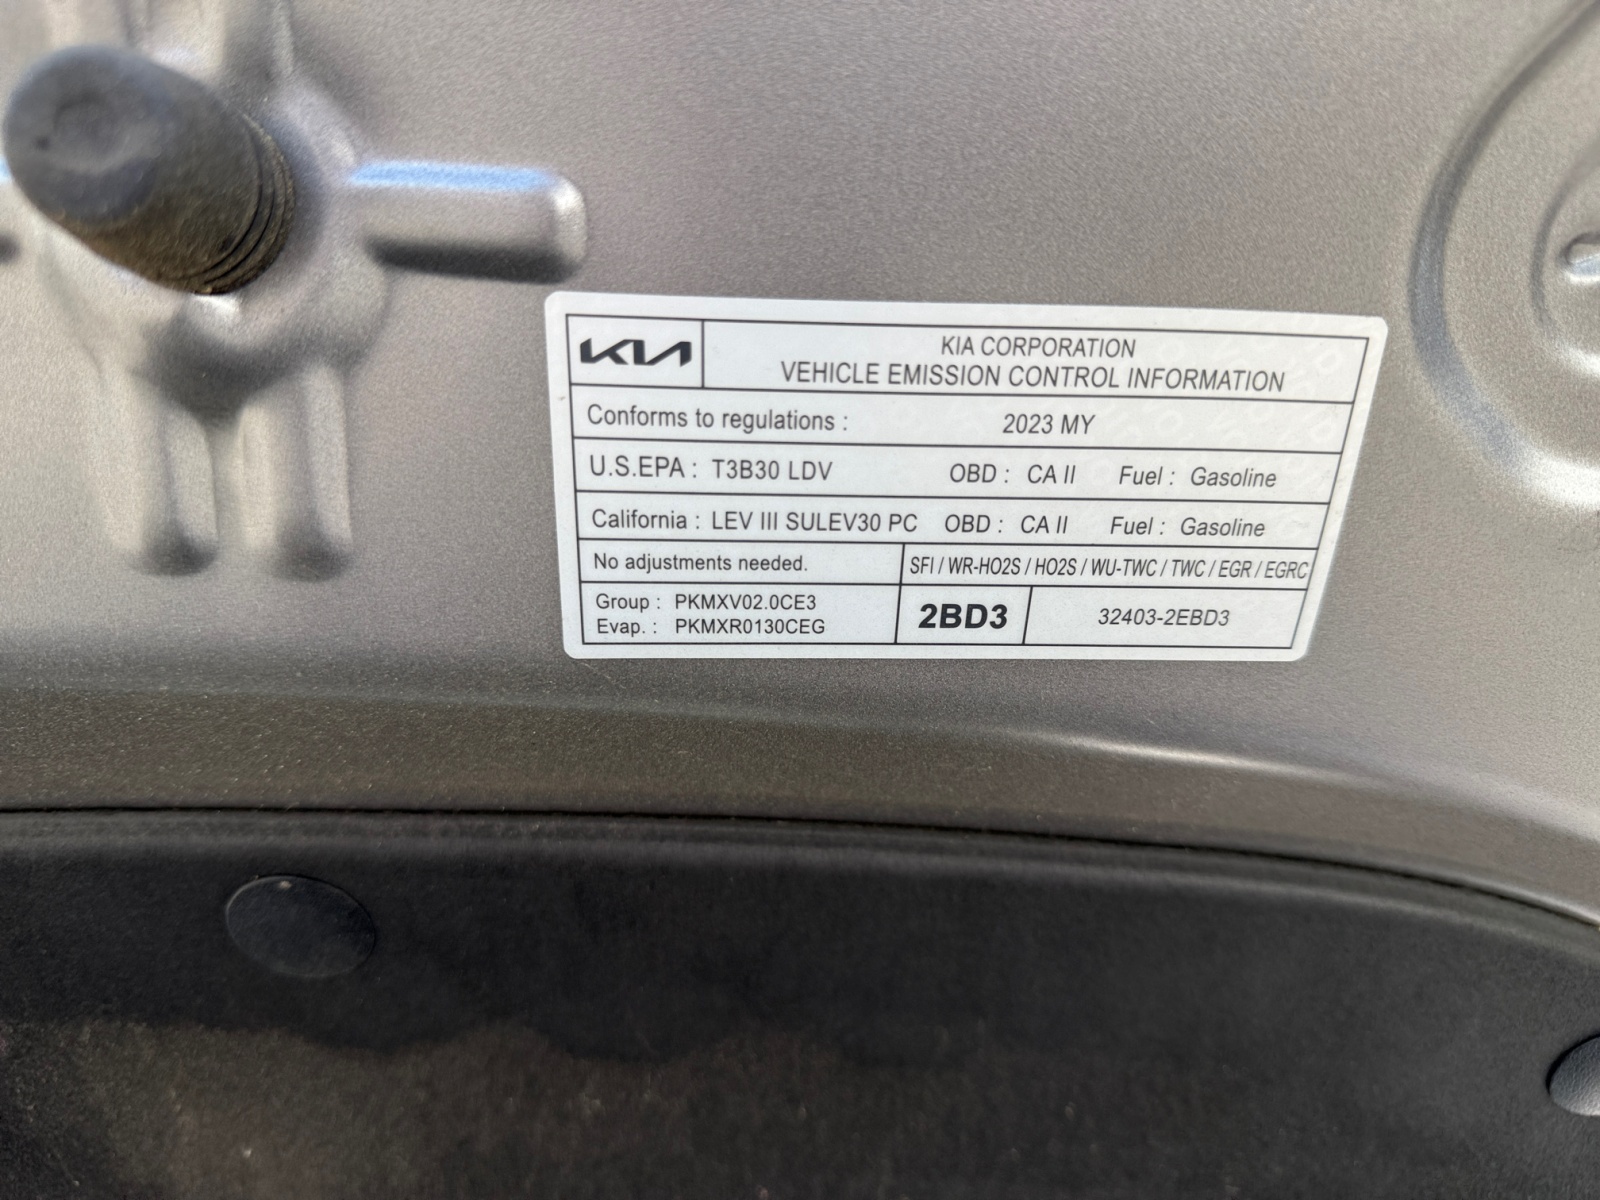 KIA
KIA CORPORATION
VEHICLE EMISSION CONTROL INFORMATION
Conforms to regulations : 2023 MY
U.S.EPA : T3B30 LDV OBD : CA II Fuel : Gasoline
California : LEV III SULEV30 PC OBD : CA II Fuel : Gasoline
No adjustments needed. SFI / WR-HO2S / HO2S / WU-TWC / TWC / EGR / EGRC
Group : PKMXV02.0CE3
Evap. : PKMXR0130CEG
2BD3
32403-2EBD3